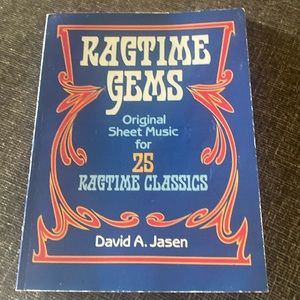 RAGTIME
GEMS
Original
Sheet Music
for
25
RAGTIME CLASSICS
David A. Jasen